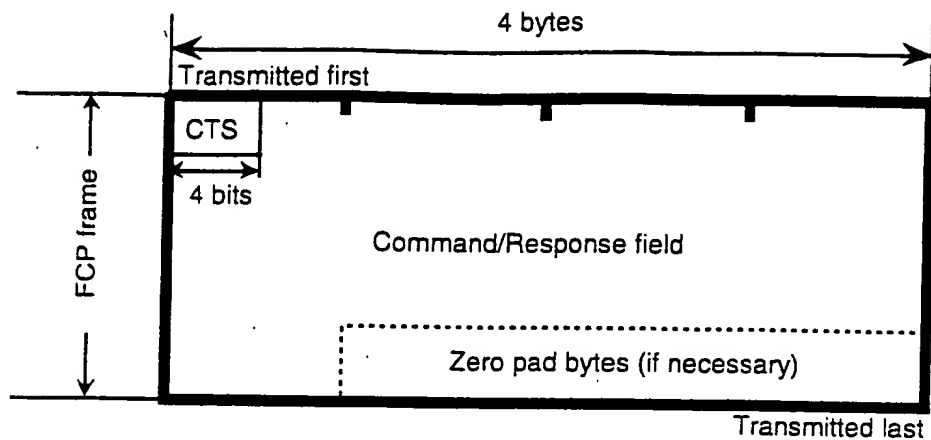 4 bytes
Transmitted first
CTS
4 bits
FCP frame
Command/Response field
Zero pad bytes (if necessary)
Transmitted last